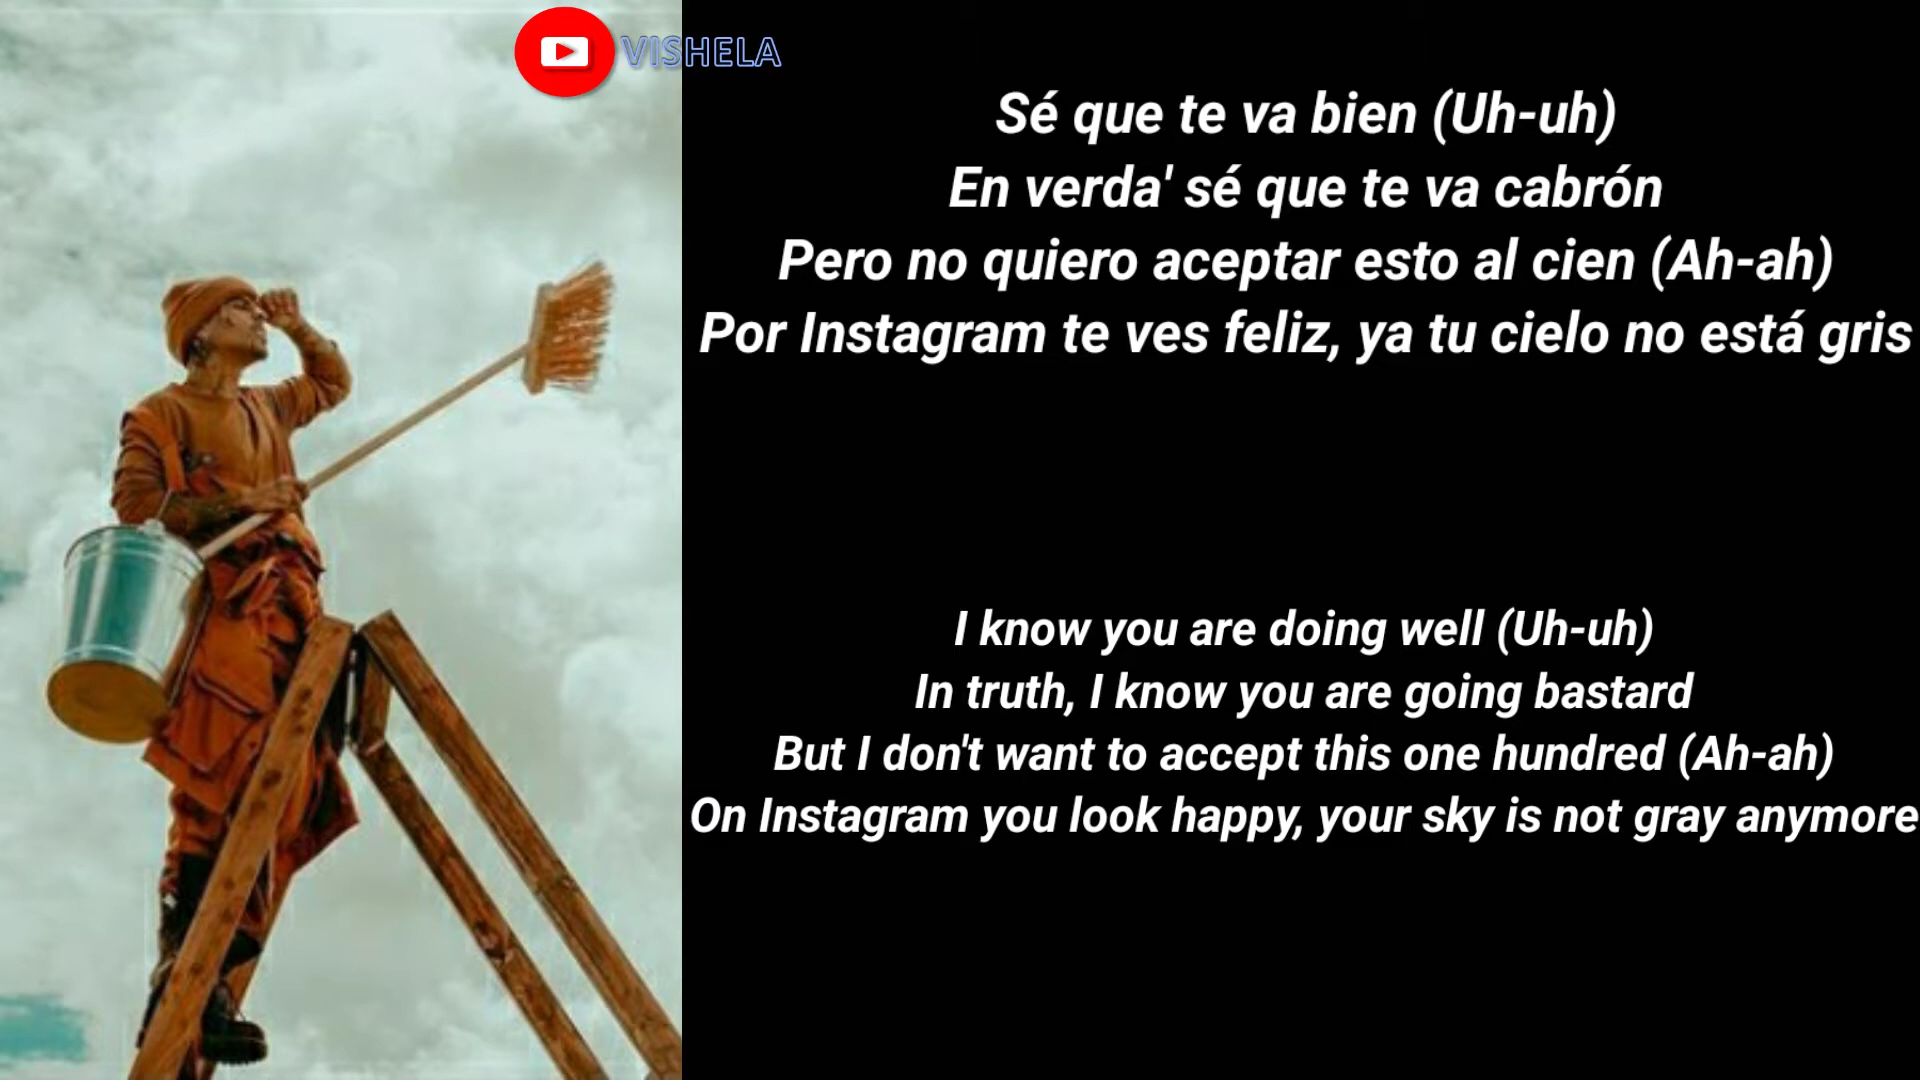 VISHELA
Sé que te va bien (Uh-uh)
En verda' sé que te va cabrón
Pero no quiero aceptar esto al cien (Ah-ah)
Por Instagram te ves feliz, ya tu cielo no está gris
I know you are doing well (Uh-uh)
In truth, I know you are going bastard
But I don't want to accept this one hundred (Ah-ah)
On Instagram you look happy, your sky is not gray anymore